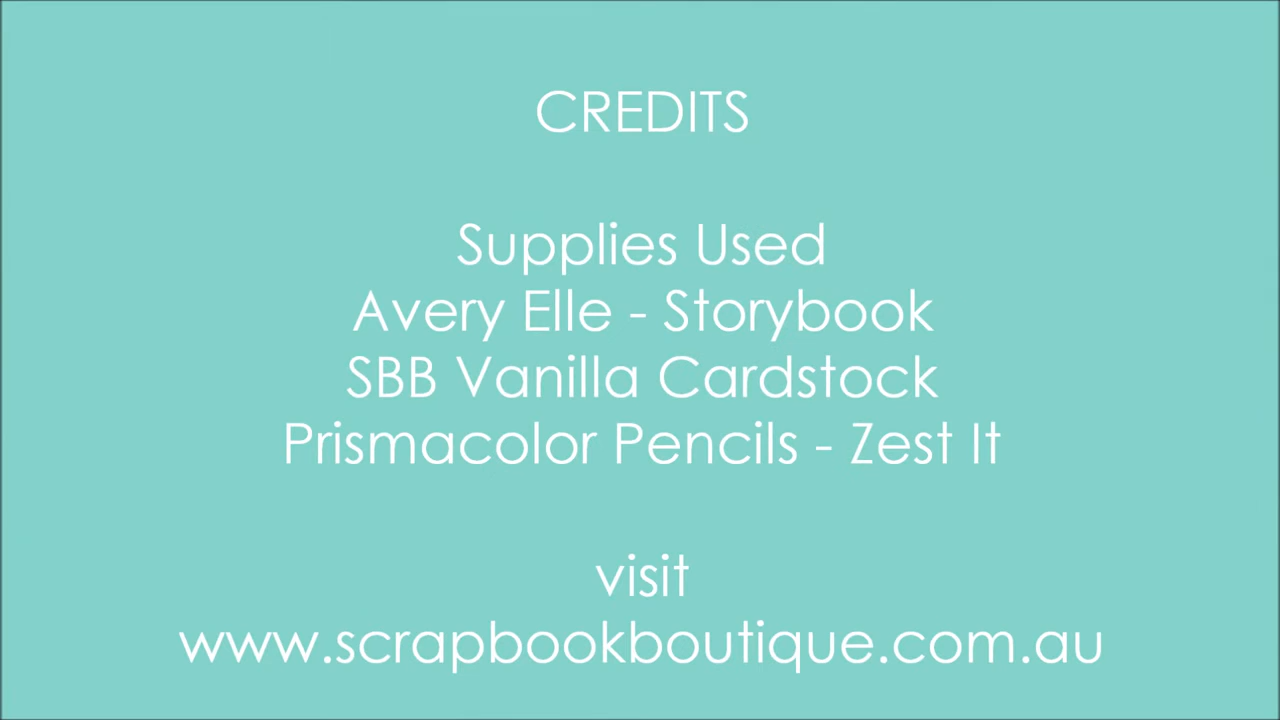 CREDITS
Supplies Used
Avery Elle - Storybook
SBB Vanilla Cardstock
Prismacolor Pencils - Zest It
visit
www.scrapbookboutique.com.au